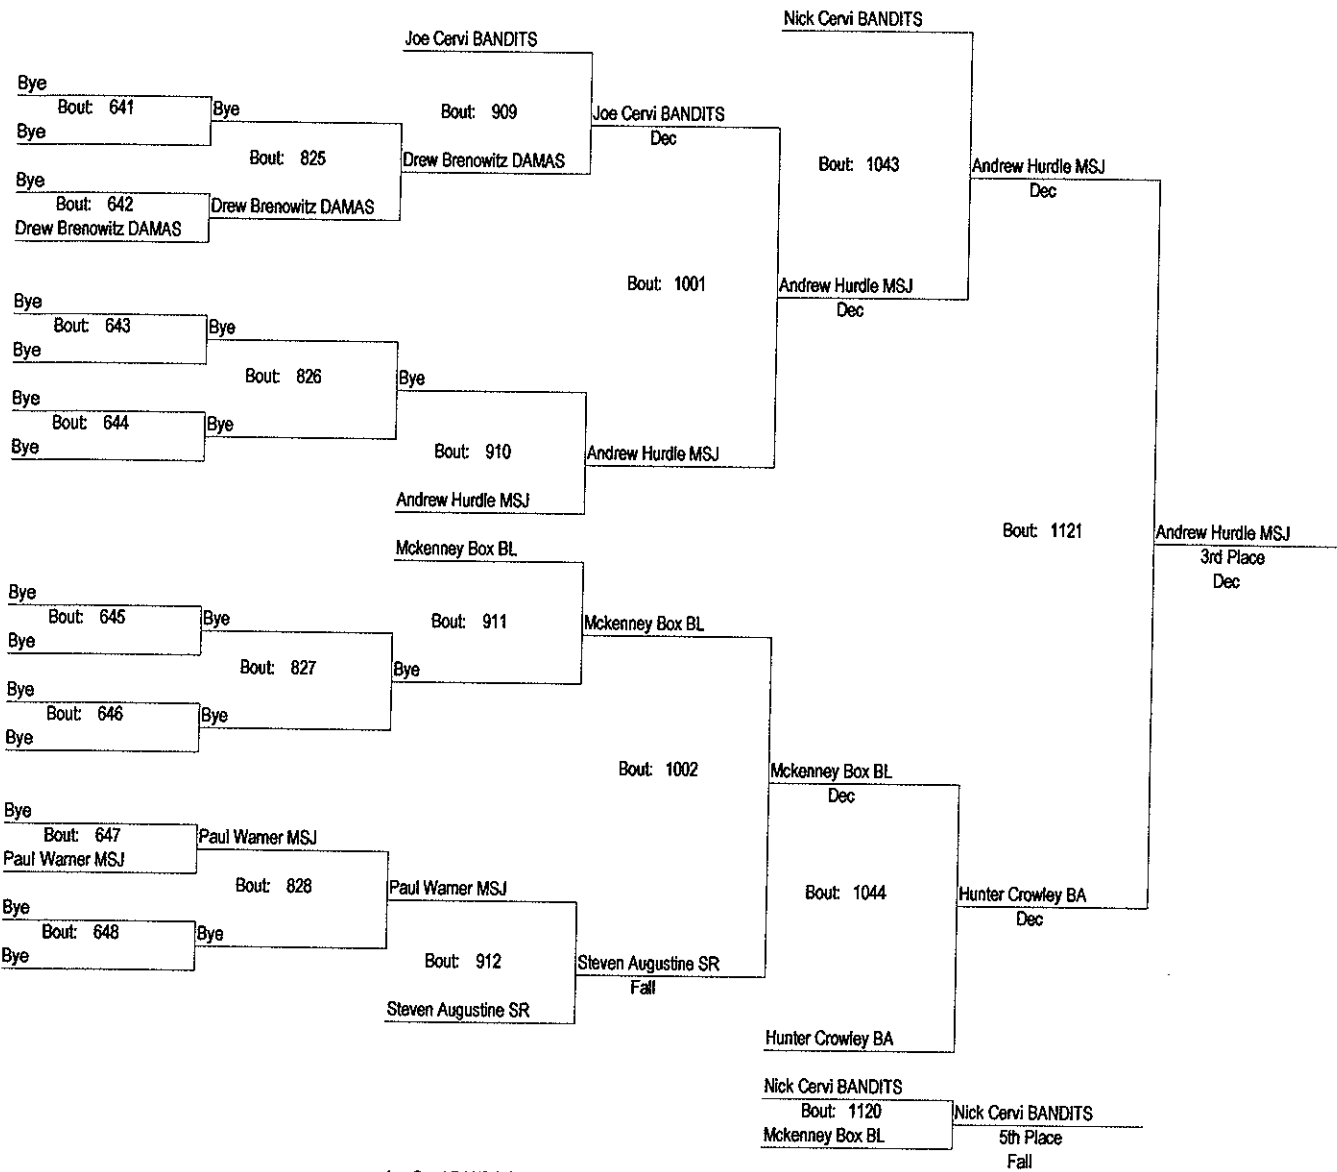 Nick Cervi BANDITS
Joe Cervi BANDITS
Bye
Bout: 641
Bye
Bye
Bout: 909
Joe Cervi BANDITS
Dec
Bout: 825
Drew Brenowitz DAMAS
Bout: 1043
Andrew Hurdle MSJ
Dec
Bye
Bout: 642
Drew Brenowitz DAMAS
Drew Brenowitz DAMAS
Bout: 1001
Andrew Hurdle MSJ
Dec
Bye
Bout: 643
Bye
Bye
Bout: 826
Bye
Bye
Bout: 644
Bye
Bye
Bout: 910
Andrew Hurdle MSJ
Andrew Hurdle MSJ
Bout: 1121
Andrew Hurdle MSJ
3rd Place
Dec
Mckenney Box BL
Bye
Bout: 645
Bye
Bye
Bout: 911
Mckenney Box BL
Bout: 827
Bye
Bye
Bout: 646
Bye
Bye
Bout: 1002
Mckenney Box BL
Dec
Bye
Bout: 647
Paul Warner MSJ
Paul Warner MSJ
Bout: 828
Paul Warner MSJ
Bout: 1044
Hunter Crowley BA
Dec
Bye
Bout: 648
Bye
Bye
Bout: 912
Steven Augustine SR
Fall
Steven Augustine SR
Hunter Crowley BA
Nick Cervi BANDITS
Bout: 1120
Mckenney Box BL
Nick Cervi BANDITS
5th Place
Fall